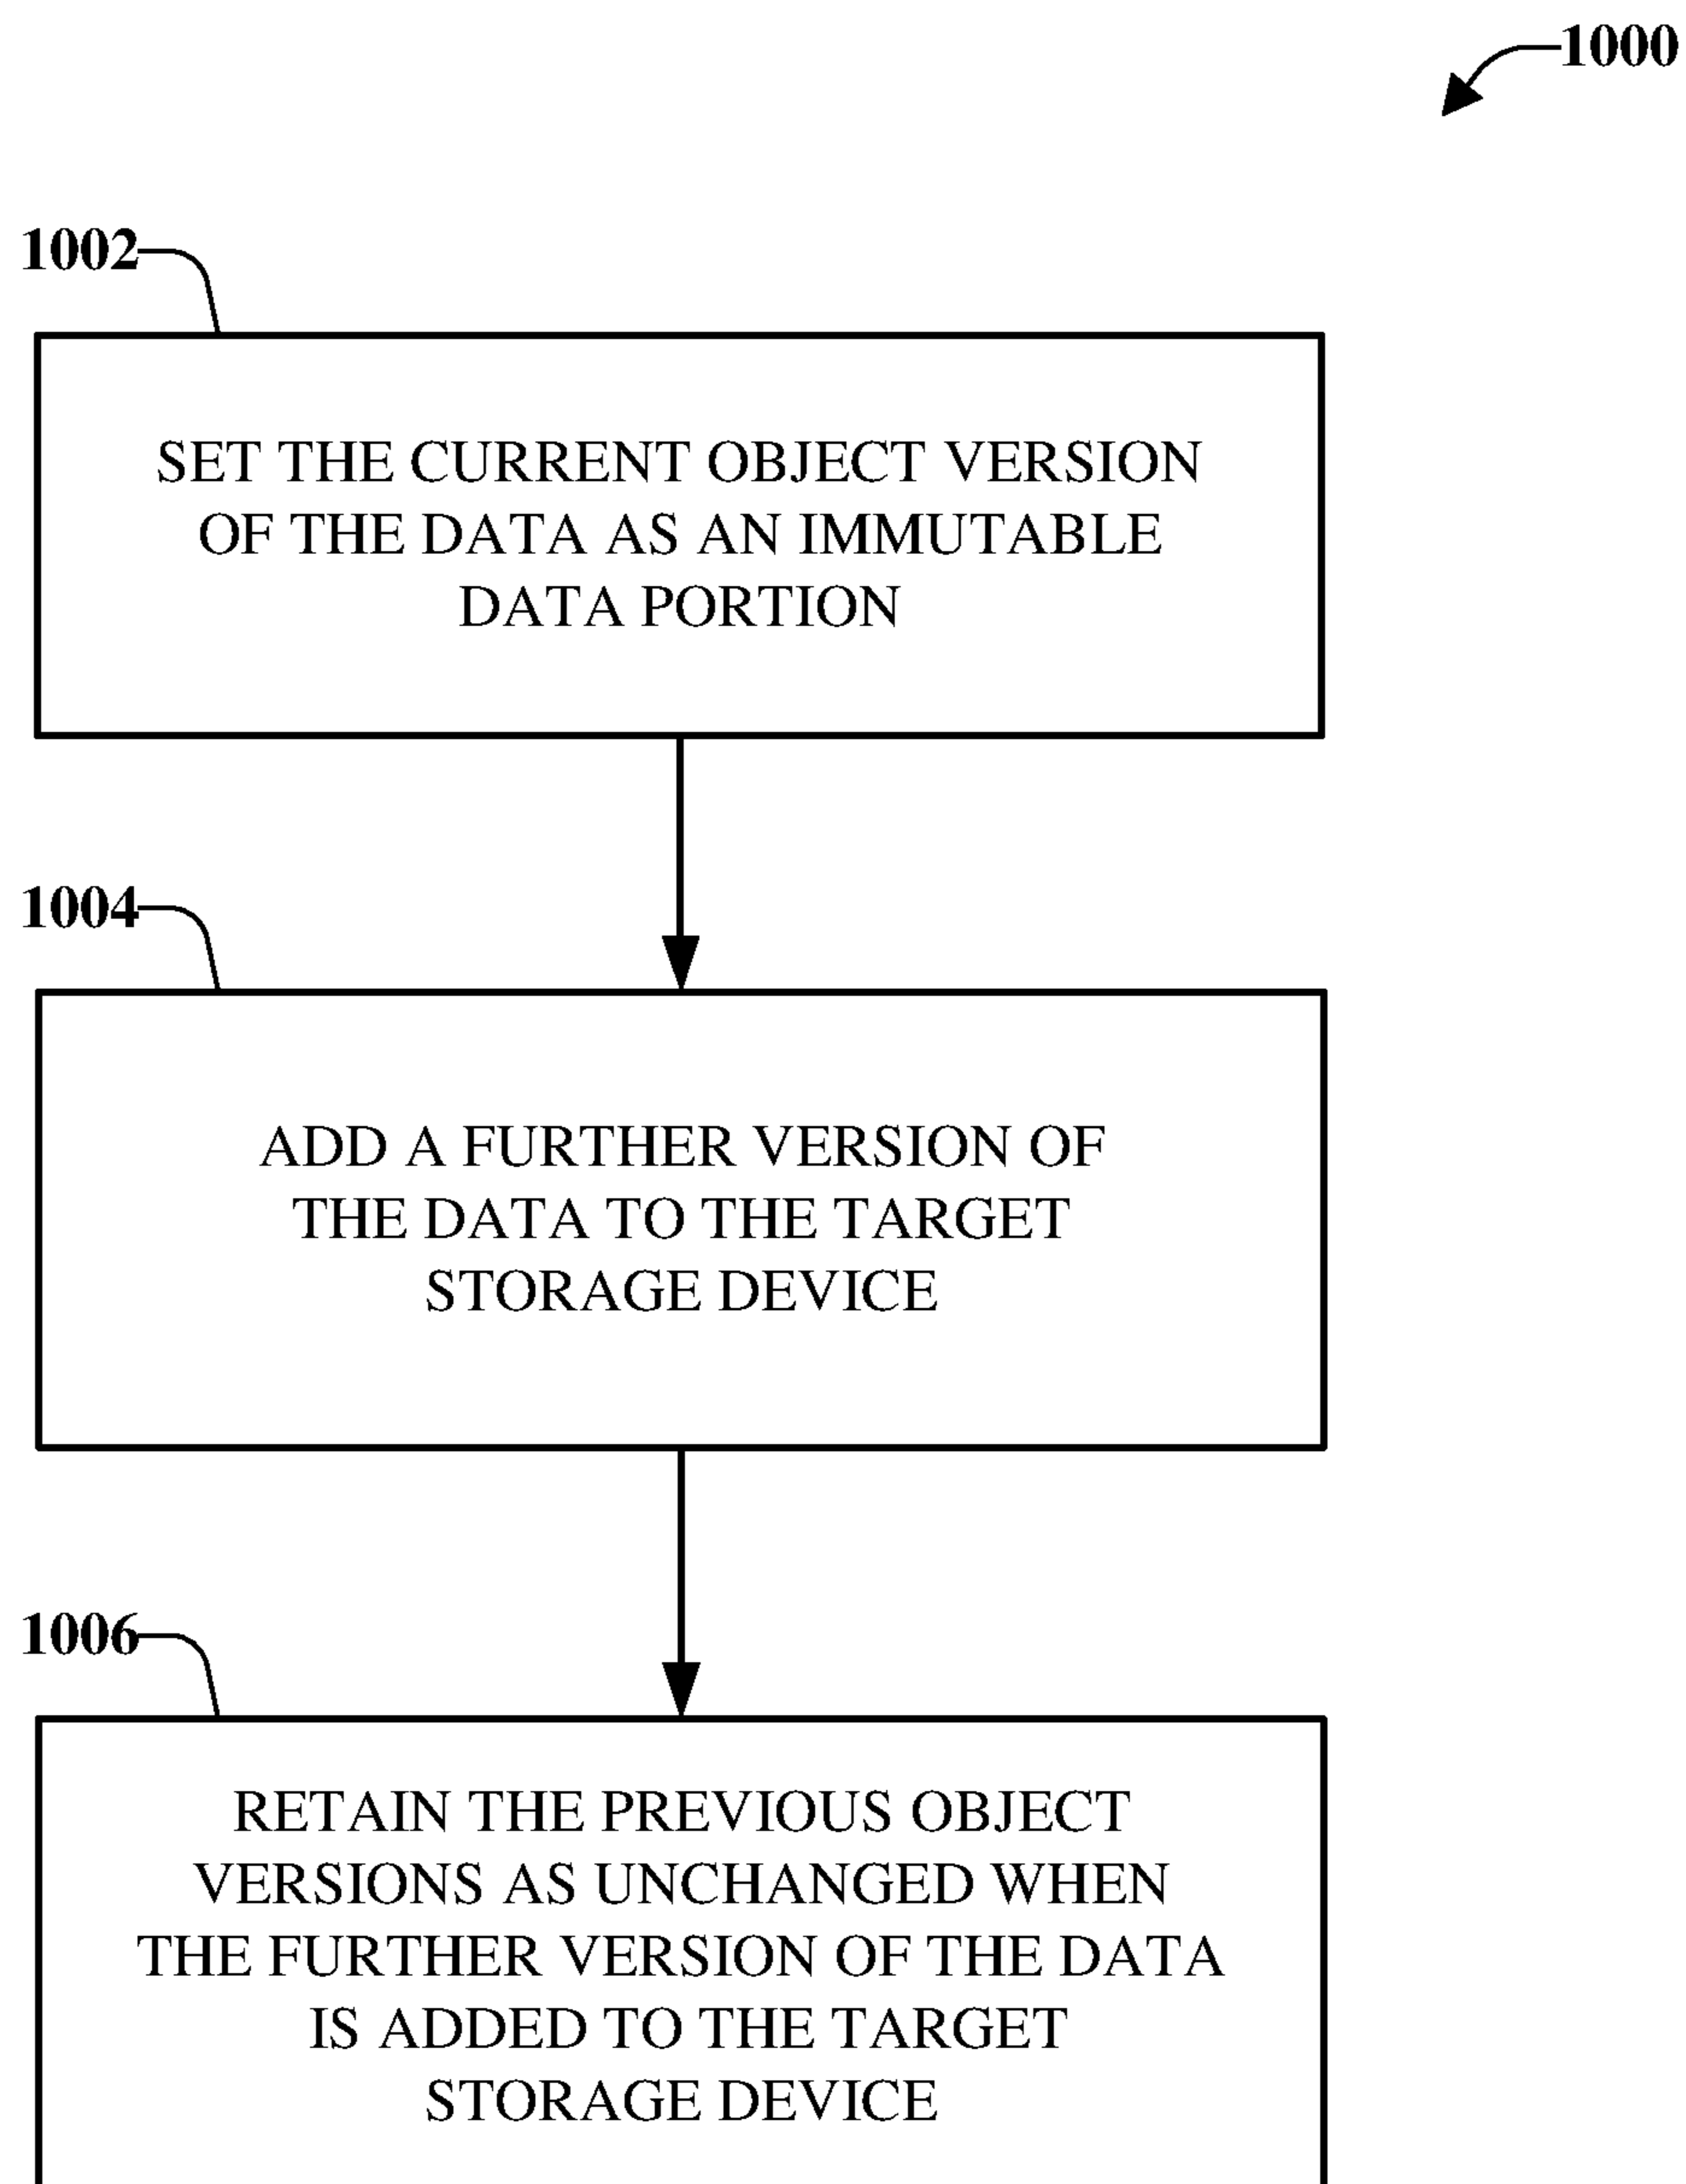 1000
1002
SET THE CURRENT OBJECT VERSION
OF THE DATA AS AN IMMUTABLE
DATA PORTION
1004
ADD A FURTHER VERSION OF
THE DATA TO THE TARGET
STORAGE DEVICE
1006
RETAIN THE PREVIOUS OBJECT
VERSIONS AS UNCHANGED WHEN
THE FURTHER VERSION OF THE DATA
IS ADDED TO THE TARGET
STORAGE DEVICE